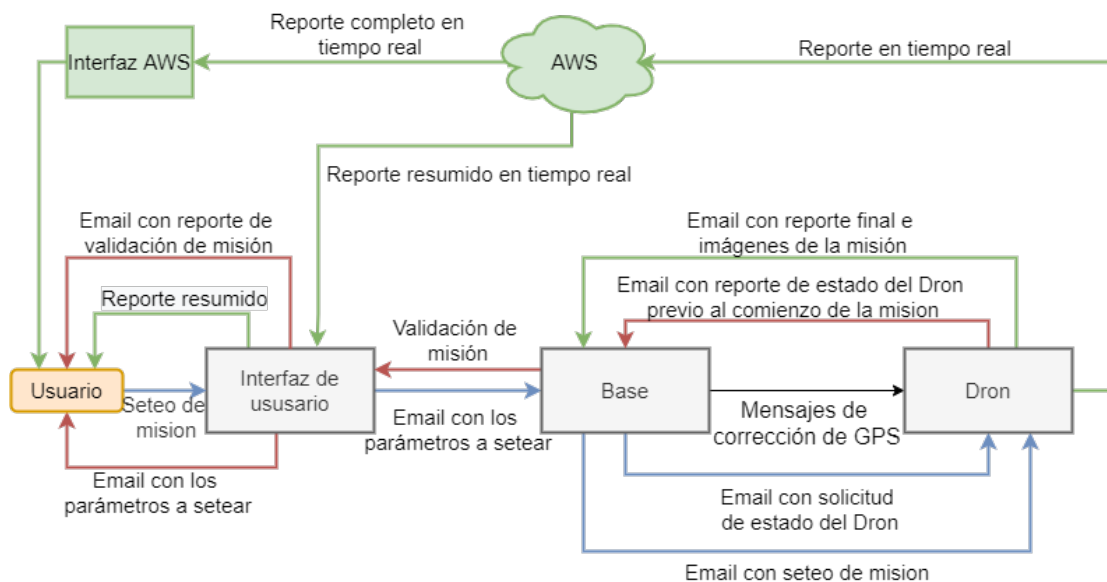 Reporte completo en
tiempo real
Reporte en tiempo real
Interfaz AWS
AWS
Reporte resumido en tiempo real
Email con reporte de
validación de misión
Email con reporte final e
imágenes de la misión
Reporte resumido
Email con reporte de estado del Dron
previo al comienzo de la mision
Validación de
misión
Usuario
Seteo de
mision
Interfaz de
ususario
Email con los
parámetros a setear
Base
Mensajes de
corrección de GPS
Dron
Email con los
parámetros a setear
Email con solicitud
de estado del Dron
Email con seteo de mision